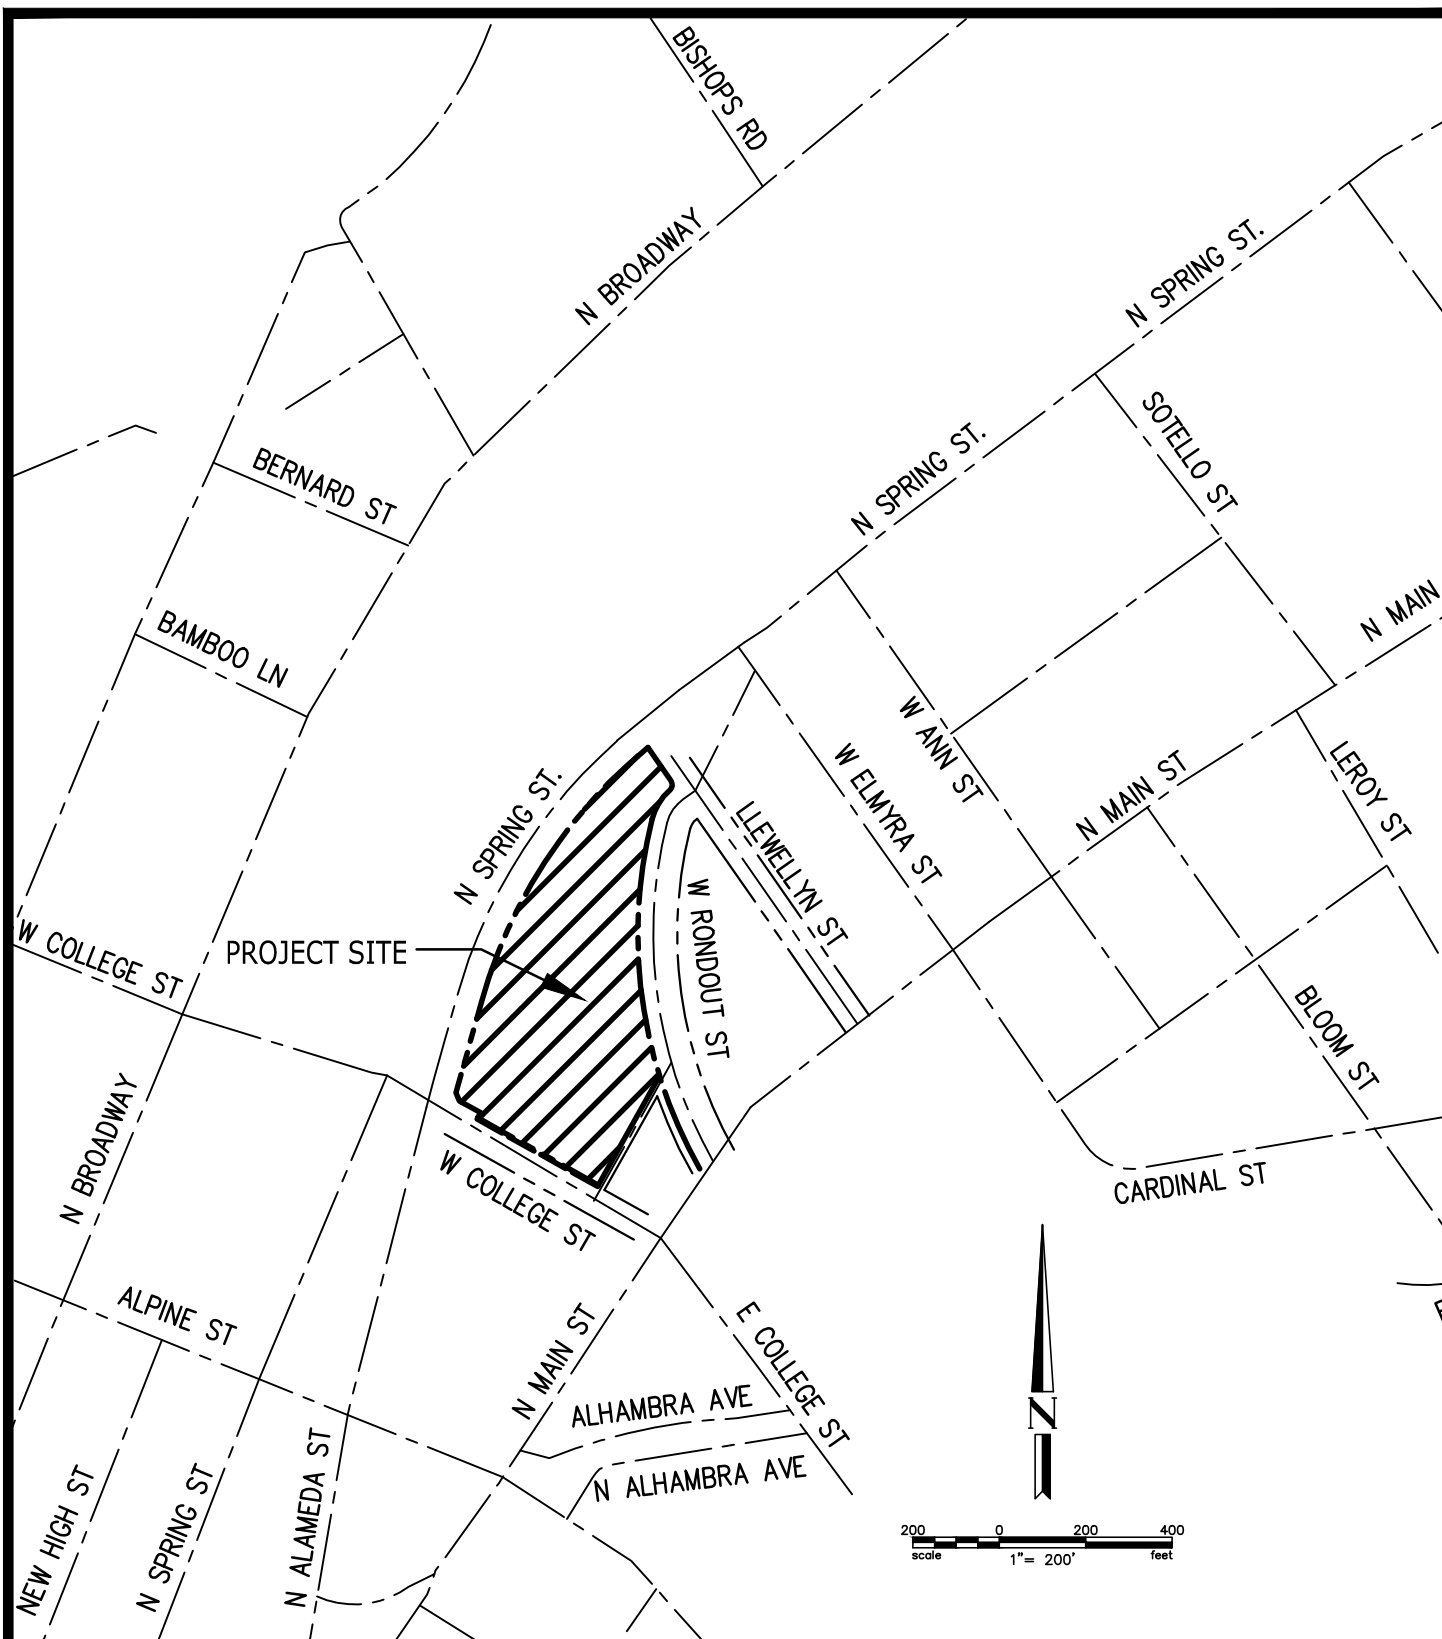 BISHOPS RD
N BROADWAY
N SPRING ST.
N SPRING ST.
SOTELLO ST
BERNARD ST
BAMBOO LN
N MAIN
W ANN ST
W ELMYRA ST
N MAIN ST
LEROY ST
N SPRING ST.
LLEWELLYN ST
W RONDOUT ST
W COLLEGE ST
PROJECT SITE
BLOOM ST
N BROADWAY
W COLLEGE ST
CARDINAL ST
ALPINE ST
N MAIN ST
E COLLEGE ST
ALHAMBRA AVE
N ALHAMBRA AVE
NEW HIGH ST
N SPRING ST
N ALAMEDA ST
N
200 0 200 400
scale 1"= 200' feet